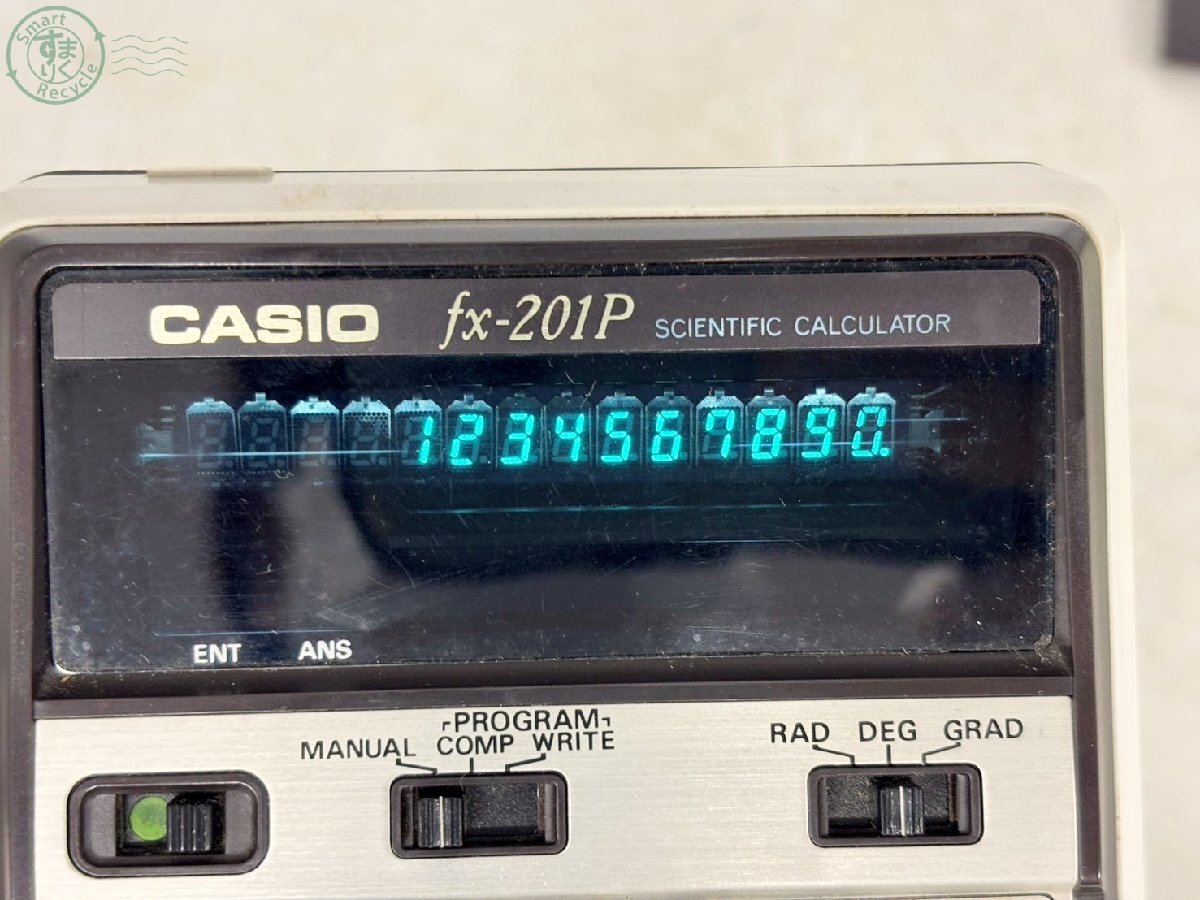 Smart
すまりく
Recycle
CASIO fx-201P SCIENTIFIC CALCULATOR
1234567890.
ENT ANS
PROGRAM
MANUAL COMP WRITE
RAD DEG GRAD